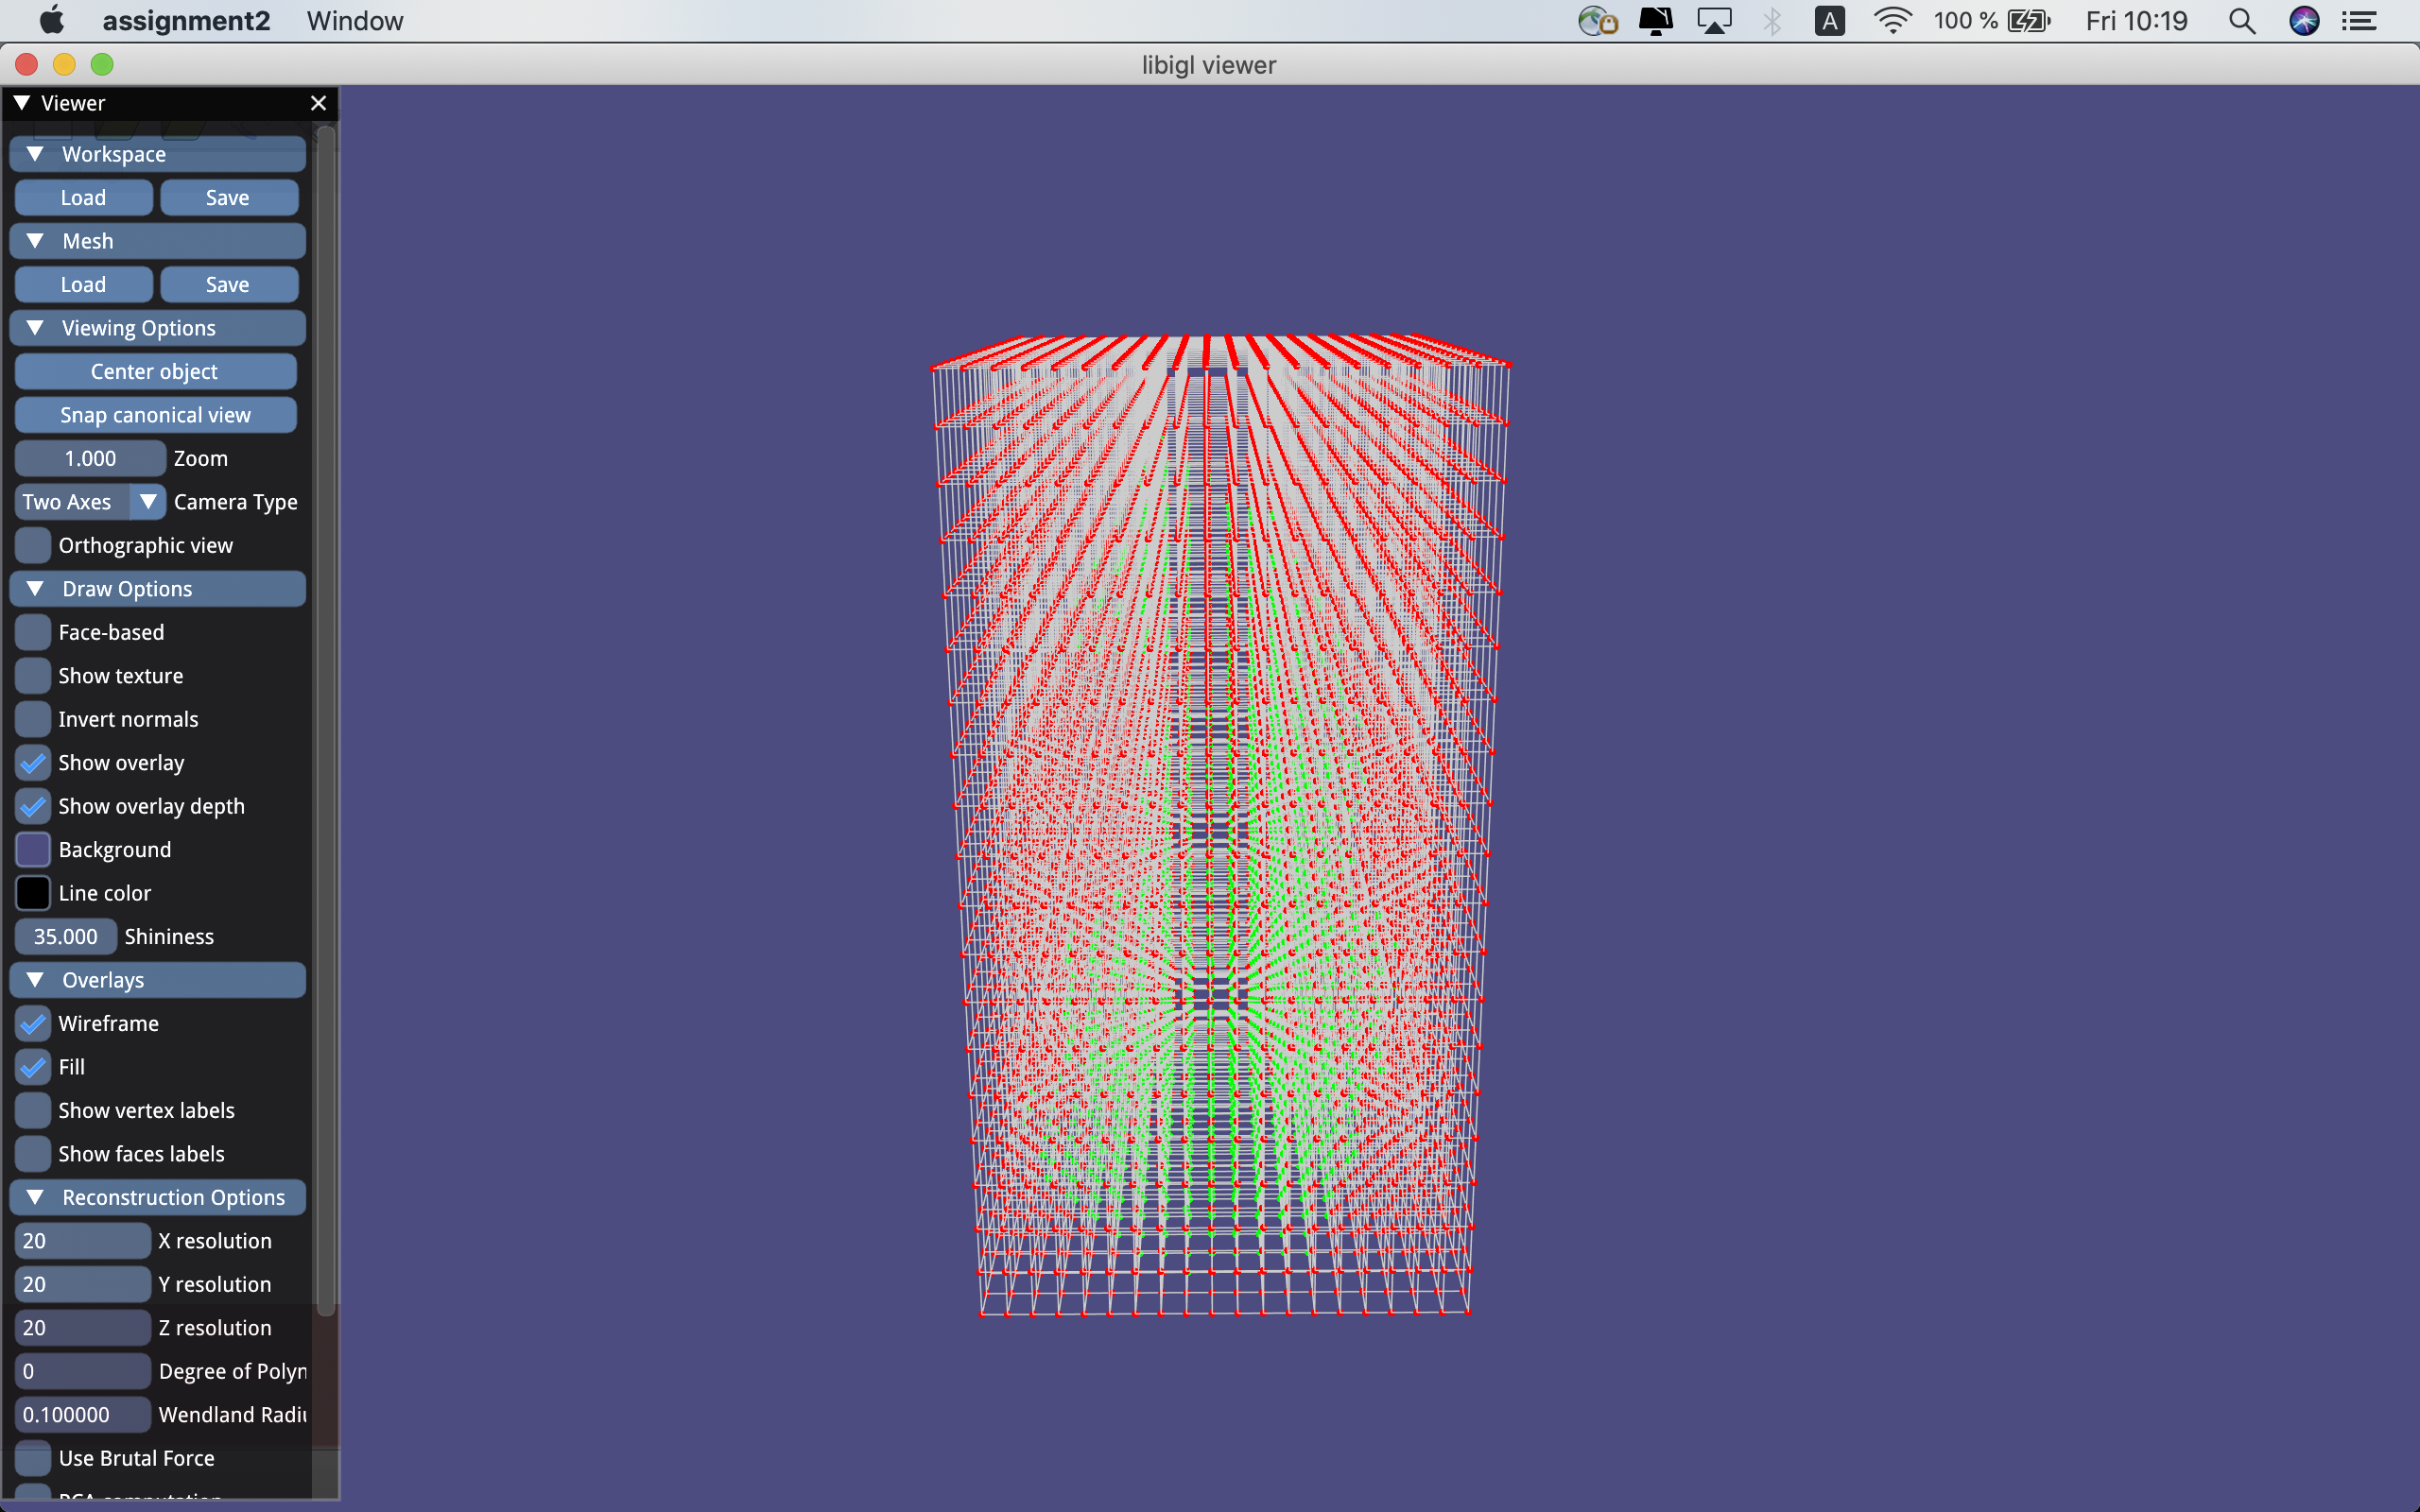 assignment2 Window A 100 % Fri 10:19
libigl viewer
Viewer
Workspace
Load Save
Mesh
Load Save
Viewing Options
Center object
Snap canonical view
1.000 Zoom
Two Axes Camera Type
Orthographic view
Draw Options
Face-based
Show texture
Invert normals
Show overlay
Show overlay depth
Background
Line color
35.000 Shininess
Overlays
Wireframe
Fill
Show vertex labels
Show faces labels
Reconstruction Options
20 X resolution
20 Y resolution
20 Z resolution
0 Degree of Polyn
0.100000 Wendland Radiu
Use Brutal Force